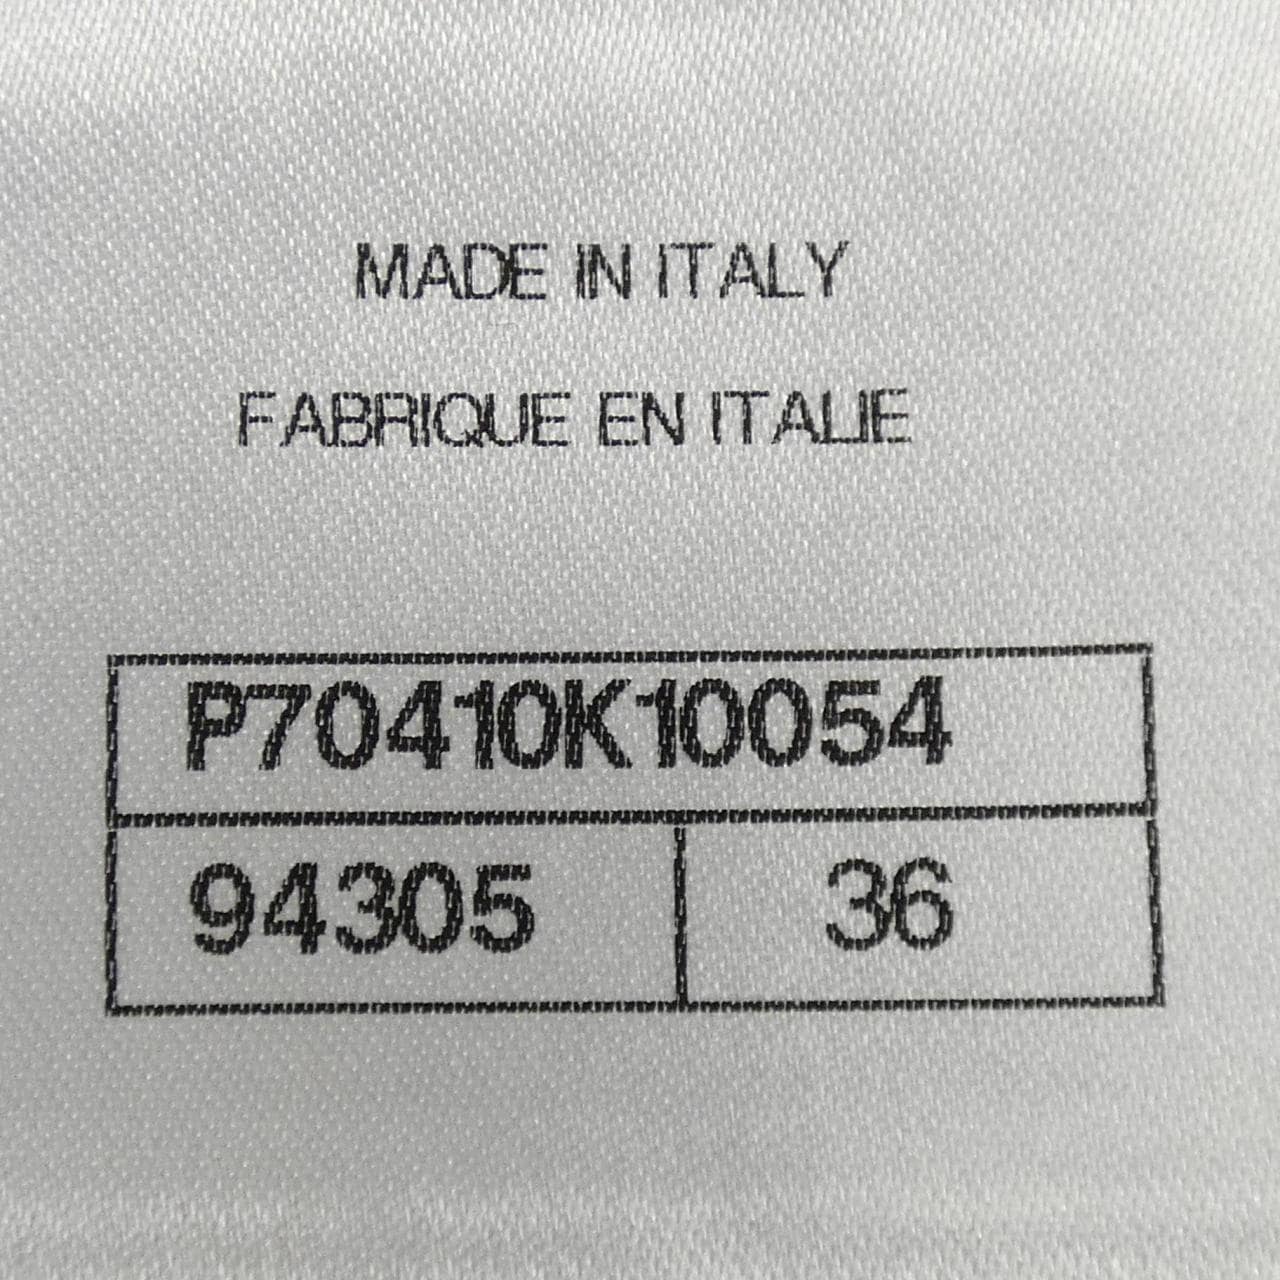 MADE IN ITALY
FABRIQUE EN ITALIE
P70410K10054
94305 36